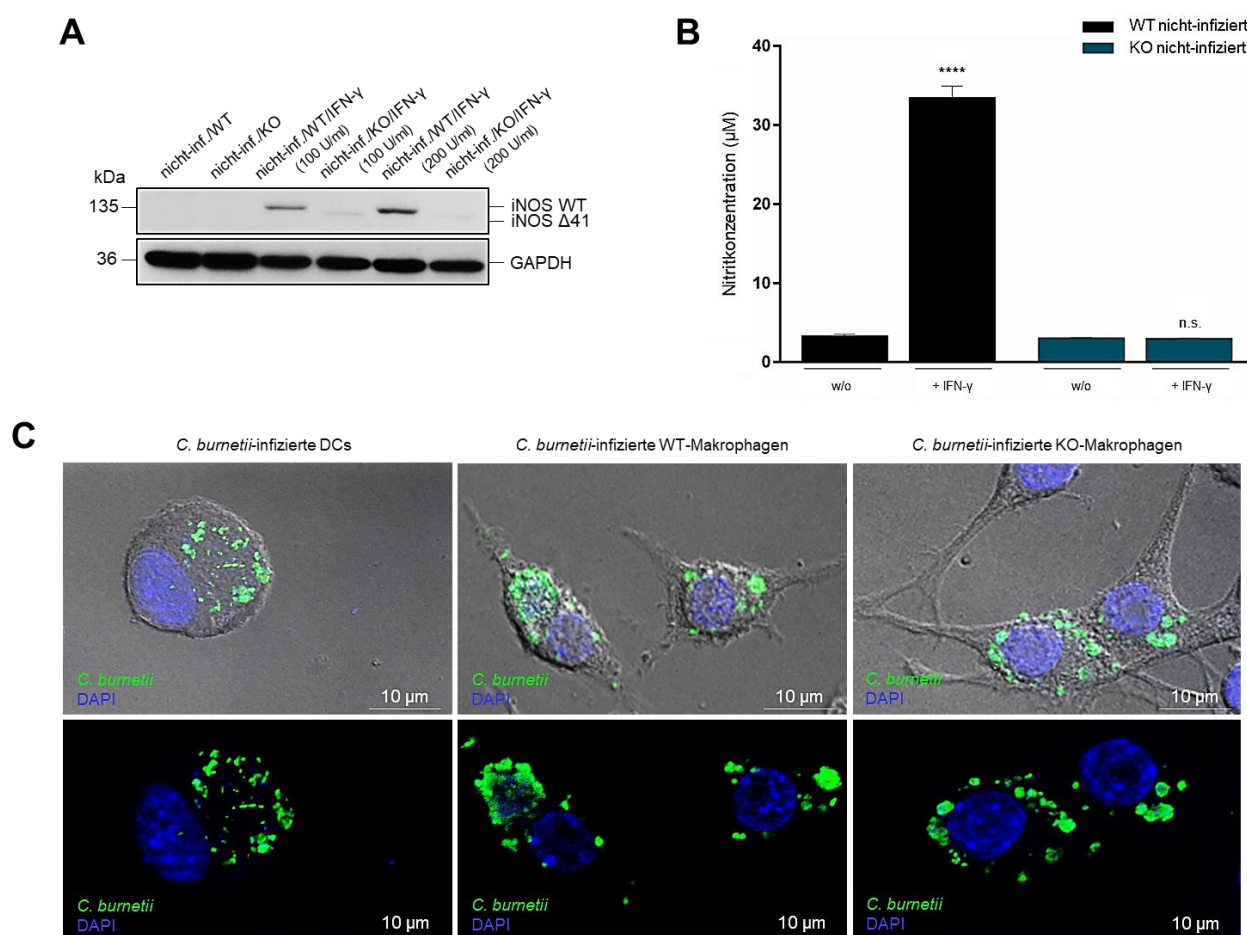 A
nicht-inf./WT
nicht-inf./KO
nicht-inf./WT/IFN-γ
(100 U/ml)
nicht-inf./KO/IFN-γ
(100 U/ml)
nicht-inf./WT/IFN-γ
(200 U/ml)
nicht-inf./KO/IFN-γ
(200 U/ml)
kDa
135
iNOS WT
iNOS Δ41
36
GAPDH
B
WT nicht-infiziert
KO nicht-infiziert
Nitritkonzentration (µM)
40
30
20
10
0
****
n.s.
w/o
+ IFN-γ
w/o
+ IFN-γ
C
C. burnetii-infizierte DCs
C. burnetii-infizierte WT-Makrophagen
C. burnetii-infizierte KO-Makrophagen
C. burnetii
DAPI
10 µm
C. burnetii
DAPI
10 µm
C. burnetii
DAPI
10 µm
C. burnetii
DAPI
10 µm
C. burnetii
DAPI
10 µm
C. burnetii
DAPI
10 µm